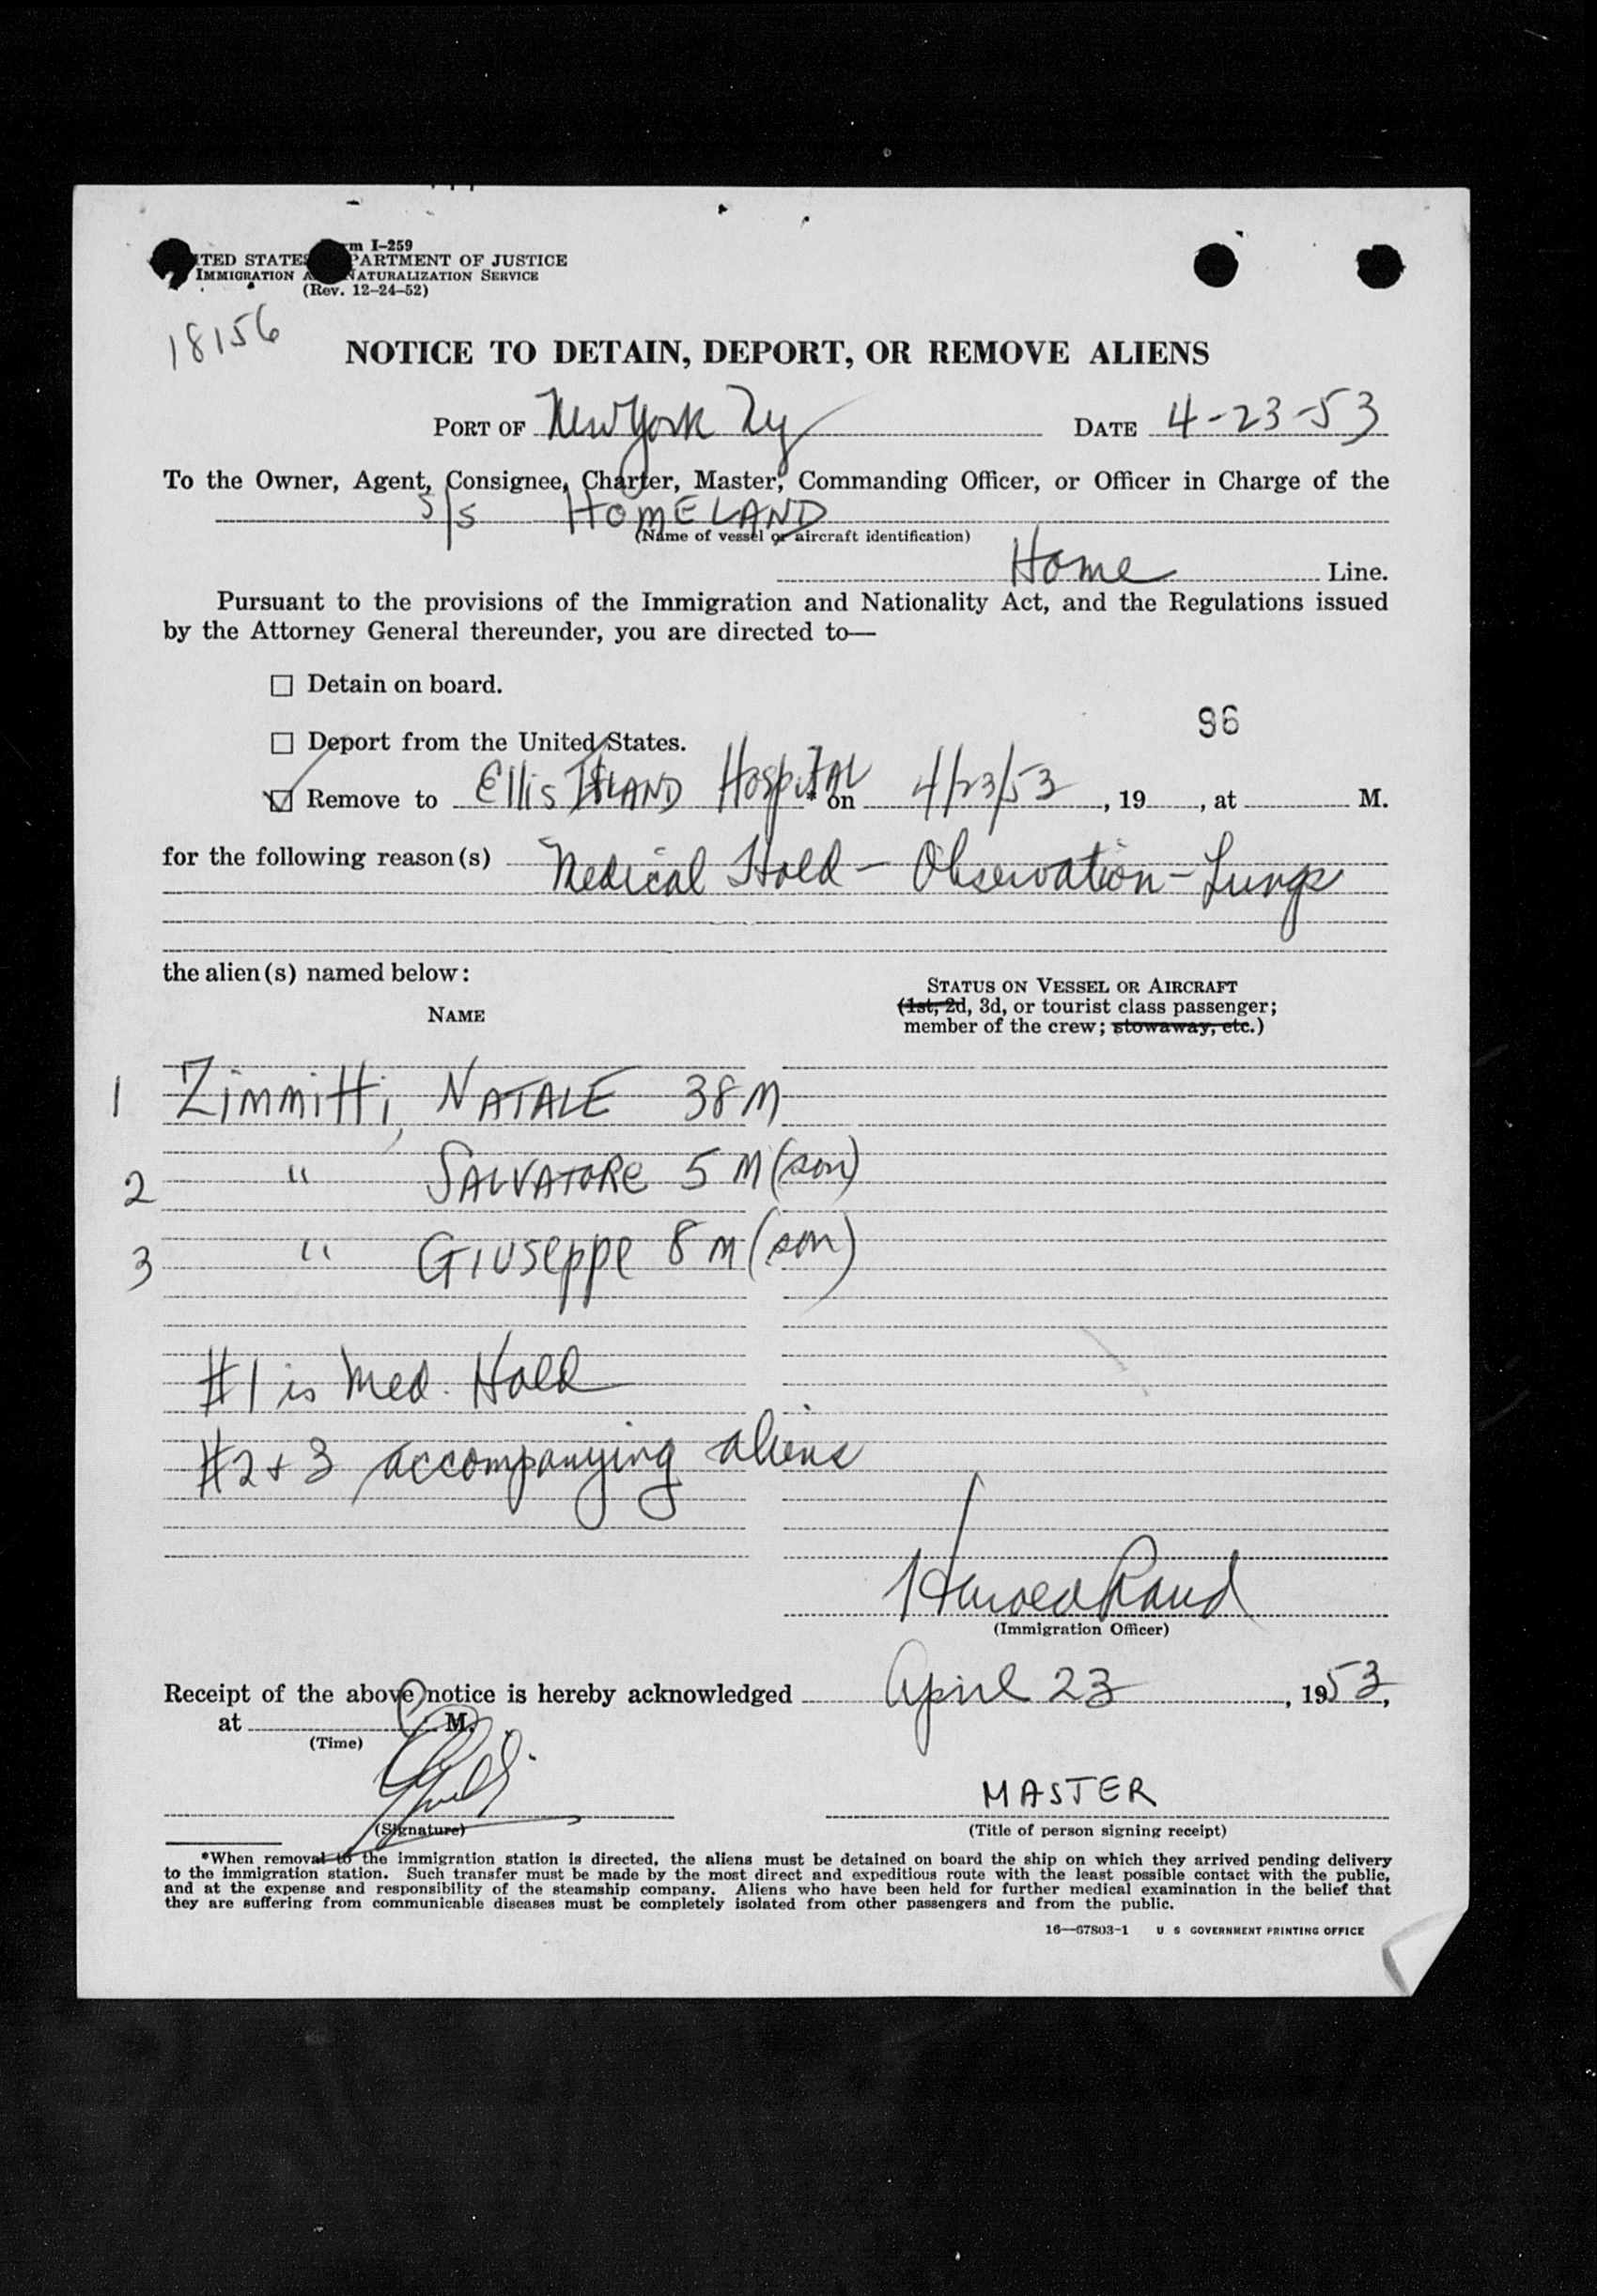 m I-259
ITED STATES PARTMENT OF JUSTICE
IMMIGRATION A NATURALIZATION SERVICE
(Rev. 12-24-52)
18156
NOTICE TO DETAIN, DEPORT, OR REMOVE ALIENS
PORT OF New York Ny DATE 4-23-53
To the Owner, Agent, Consignee, Charter, Master, Commanding Officer, or Officer in Charge of the
S/S HOMELAND
(Name of vessel or aircraft identification)
Home Line.
Pursuant to the provisions of the Immigration and Nationality Act, and the Regulations issued
by the Attorney General thereunder, you are directed to—
☐ Detain on board.
96
☐ Deport from the United States.
☑ Remove to Ellis ISLAND HospitAL * on 4/23/53, 19, at M.
for the following reason(s) Medical Hold - Observation - Lungs
the alien(s) named below:
NAME
STATUS ON VESSEL OR AIRCRAFT
(1st, 2d, 3d, or tourist class passenger;
member of the crew; stowaway, etc.)
1 Zimmitti, NATALE 38 M
2 " SALVATORE 5 M (son)
3 " Giuseppe 8 M (son)
#1 is Med. Hold
#2 + 3 accompanying aliens
Harold Rand
(Immigration Officer)
Receipt of the above notice is hereby acknowledged April 23, 1953,
at P. M.
(Time)
MASTER
(Signature) (Title of person signing receipt)
*When removal to the immigration station is directed, the aliens must be detained on board the ship on which they arrived pending delivery
to the immigration station. Such transfer must be made by the most direct and expeditious route with the least possible contact with the public,
and at the expense and responsibility of the steamship company. Aliens who have been held for further medical examination in the belief that
they are suffering from communicable diseases must be completely isolated from other passengers and from the public.
16—67803-1 U S GOVERNMENT PRINTING OFFICE